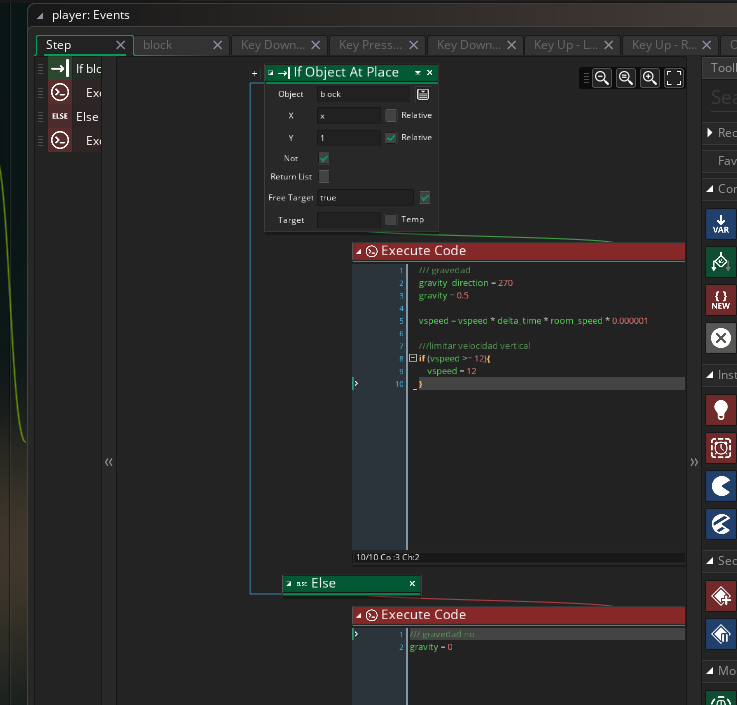 player: Events
Step
block
Key Down...
Key Press...
Key Down...
Key Up - L...
Key Up - R...
Tool
If bloc
Exe
ELSE Else
Exe
If Object At Place
Object block
X x Relative
Y 1 Relative
Not
Return List
Free Target true
Target Temp
Execute Code
1 /// gravedad
2 gravity_direction = 270
3 gravity = 0.5
4
5 vspeed = vspeed * delta_time * room_speed * 0.000001
6
7 ///limitar velocidad vertical
8 if (vspeed >= 12){
9 vspeed = 12
10 }
10/10 Co :3 Ch:2
ELSE Else
Execute Code
1 /// gravedad no
2 gravity = 0
Sea
Rec
Fav
Cor
VAR
NEW
Inst
Sec
Mo